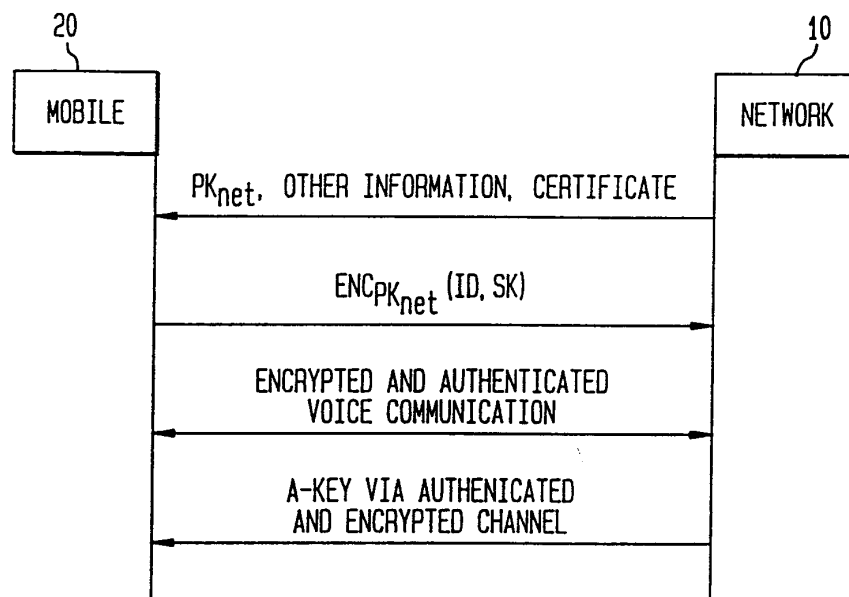 20
10
MOBILE
NETWORK
PKnet, OTHER INFORMATION, CERTIFICATE
ENCPKnet (ID, SK)
ENCRYPTED AND AUTHENTICATED
VOICE COMMUNICATION
A-KEY VIA AUTHENICATED
AND ENCRYPTED CHANNEL